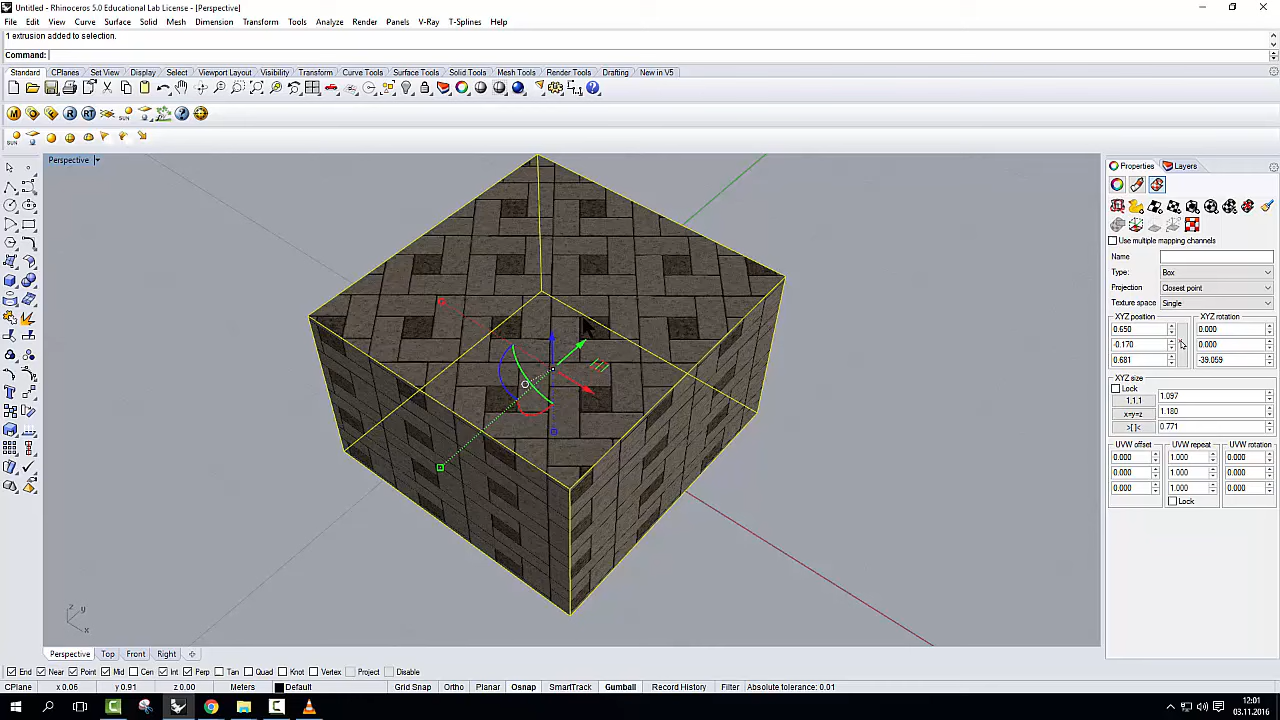 Untitled - Rhinoceros 5.0 Educational Lab License - [Perspective]
File Edit View Curve Surface Solid Mesh Dimension Transform Tools Analyze Render Panels V-Ray T-Splines Help
1 extrusion added to selection.
Command:
Standard CPlanes Set View Display Select Viewport Layout Visibility Transform Curve Tools Surface Tools Solid Tools Mesh Tools Render Tools Drafting New in V5
Perspective
Properties Layers
Use multiple mapping channels
Name
Type: Box
Projection Closest point
Texture space Single
XYZ position XYZ rotation
0.650 0.000
-0.170 0.000
0.681 -39.059
XYZ size
Lock
1.1.1 1.097
x=y=z 1.180
>[ ]< 0.771
UVW offset UVW repeat UVW rotation
0.000 1.000 0.000
0.000 1.000 0.000
0.000 1.000 0.000
Lock
z y
x
Perspective Top Front Right
End Near Point Mid Cen Int Perp Tan Quad Knot Vertex Project Disable
CPlane x 0.06 y 0.91 z 0.00 Meters Default Grid Snap Ortho Planar Osnap SmartTrack Gumball Record History Filter Absolute tolerance: 0.01
12:01
03.11.2016